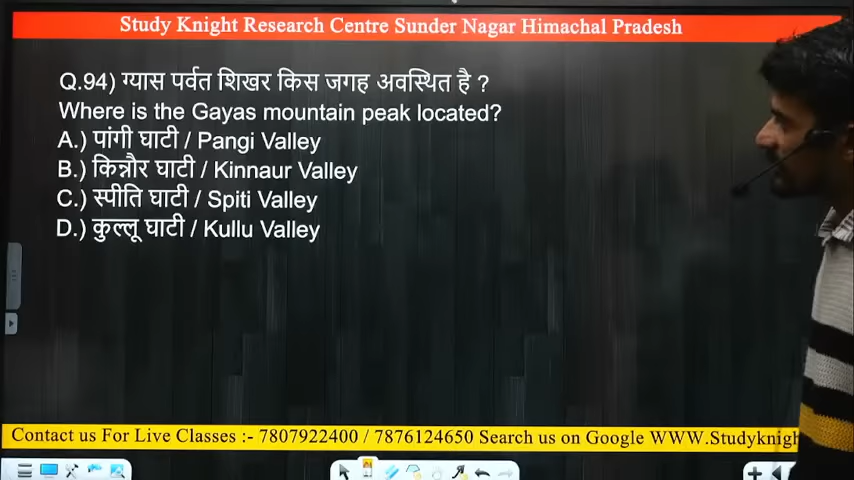 Study Knight Research Centre Sunder Nagar Himachal Pradesh
Q.94) ग्यास पर्वत शिखर किस जगह अवस्थित है ?
Where is the Gayas mountain peak located?
A.) पांगी घाटी / Pangi Valley
B.) किन्नौर घाटी / Kinnaur Valley
C.) स्पीति घाटी / Spiti Valley
D.) कुल्लू घाटी / Kullu Valley
Contact us For Live Classes :- 7807922400 / 7876124650 Search us on Google WWW.Studyknigh